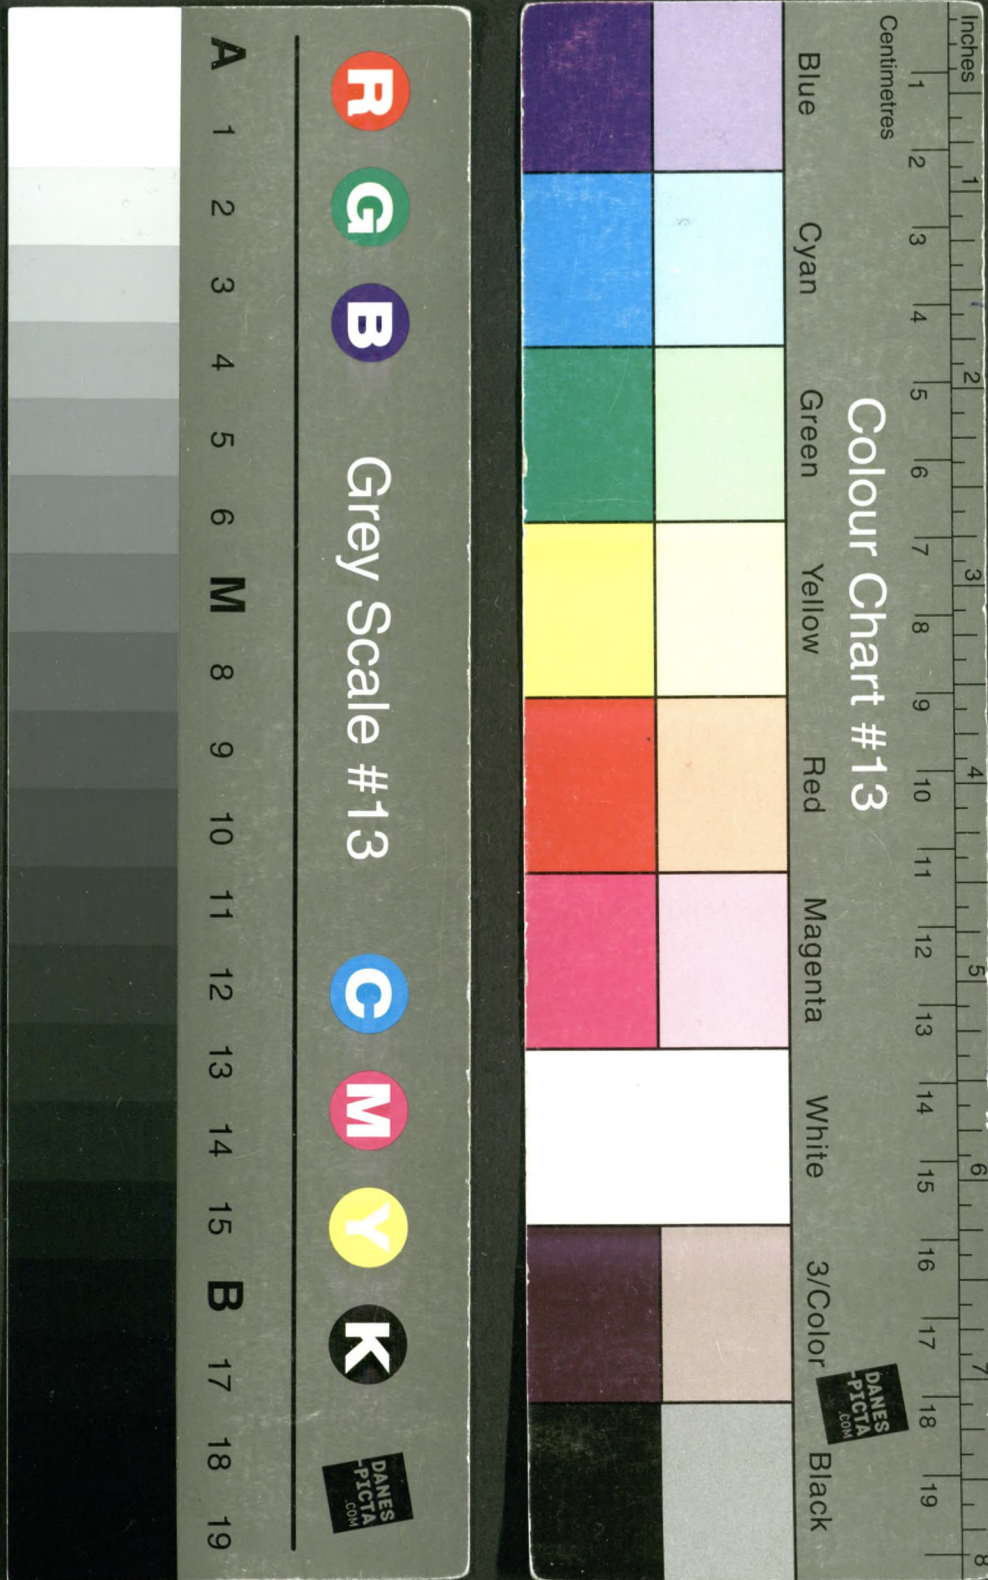 A 1 2 3 4 5 6 M 8 9 10 11 12 13 14 15 B 17 18 19
R G B Grey Scale #13 C M Y K
DANES
-PICTA
.COM
Inches 1 2 3 4 5 6 7 8
Centimetres 1 2 3 4 5 6 7 8 9 10 11 12 13 14 15 16 17 18 19
Colour Chart #13
DANES
-PICTA
.COM
Blue Cyan Green Yellow Red Magenta White 3/Color Black